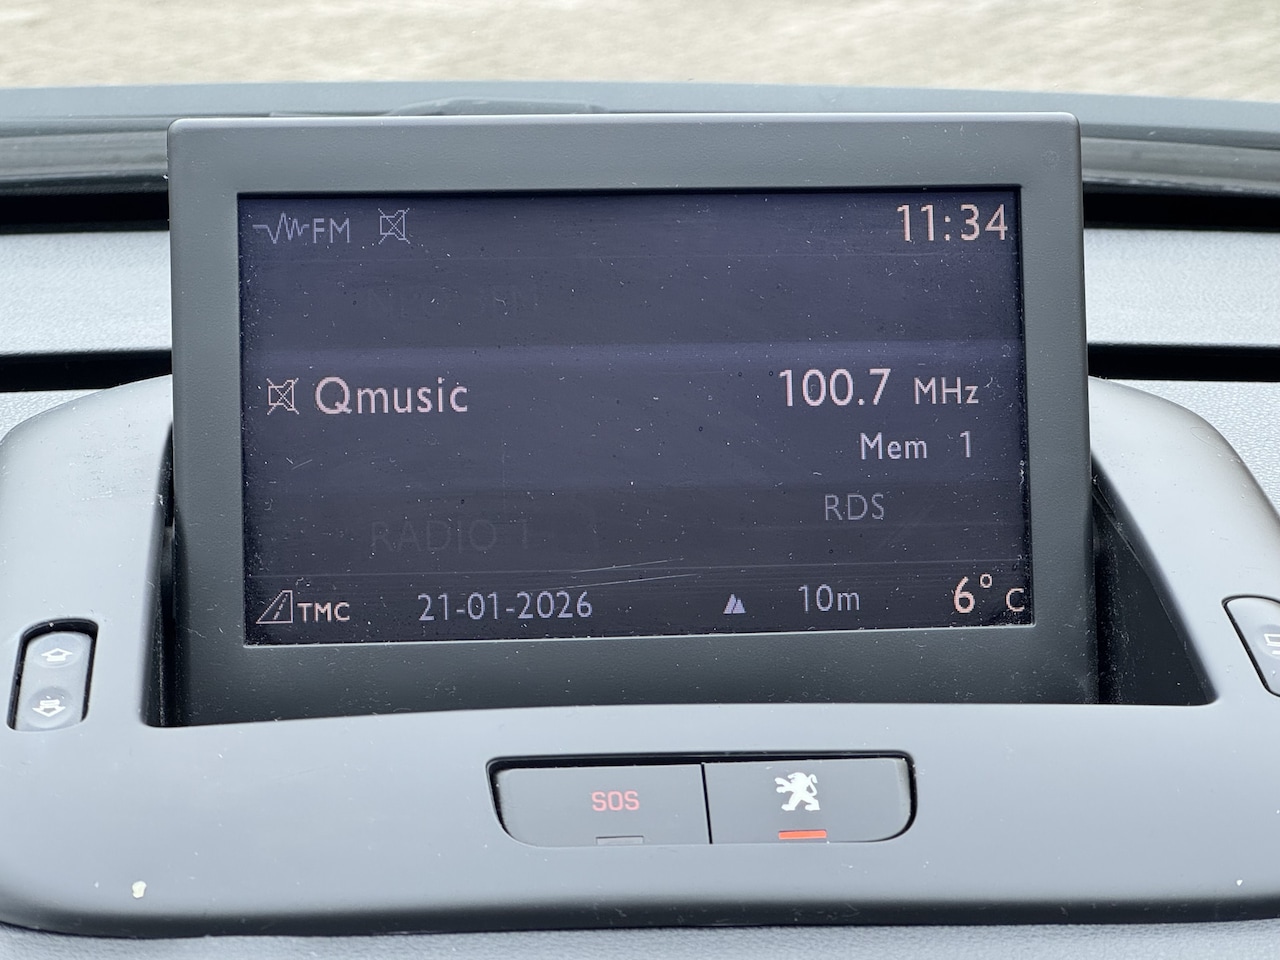 FM 11:34
Qmusic 100.7 MHz
Mem 1
RDS
RADIO 1
TMC 21-01-2026 10m 6° C
SOS